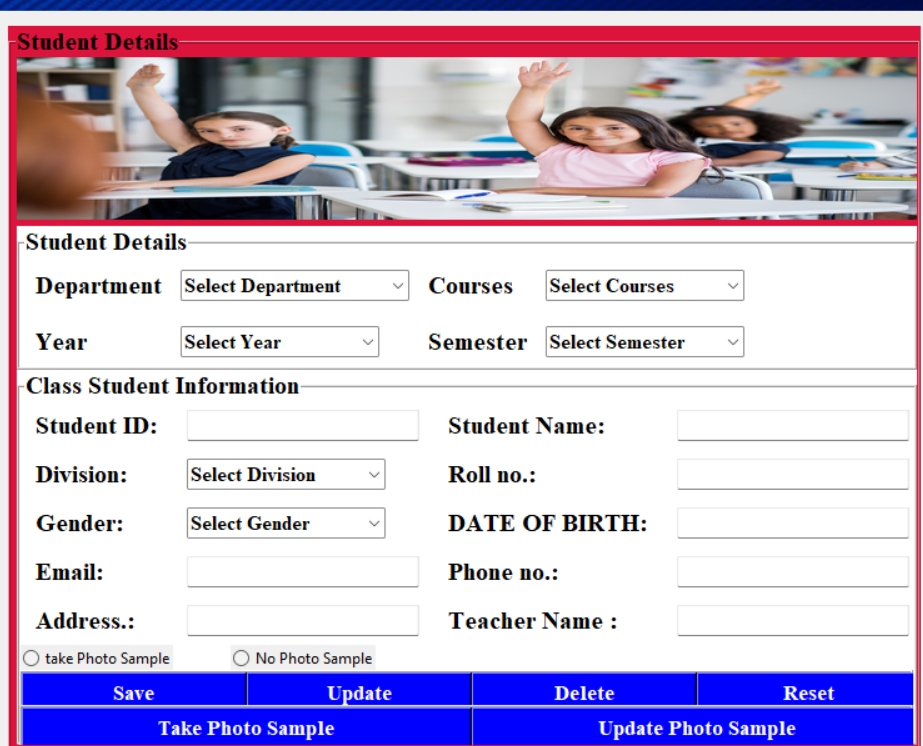 Student Details
Student Details
Department Select Department Courses Select Courses
Year Select Year Semester Select Semester
Class Student Information
Student ID: Student Name:
Division: Select Division Roll no.:
Gender: Select Gender DATE OF BIRTH:
Email: Phone no.:
Address.: Teacher Name :
take Photo Sample No Photo Sample
Save Update Delete Reset
Take Photo Sample Update Photo Sample